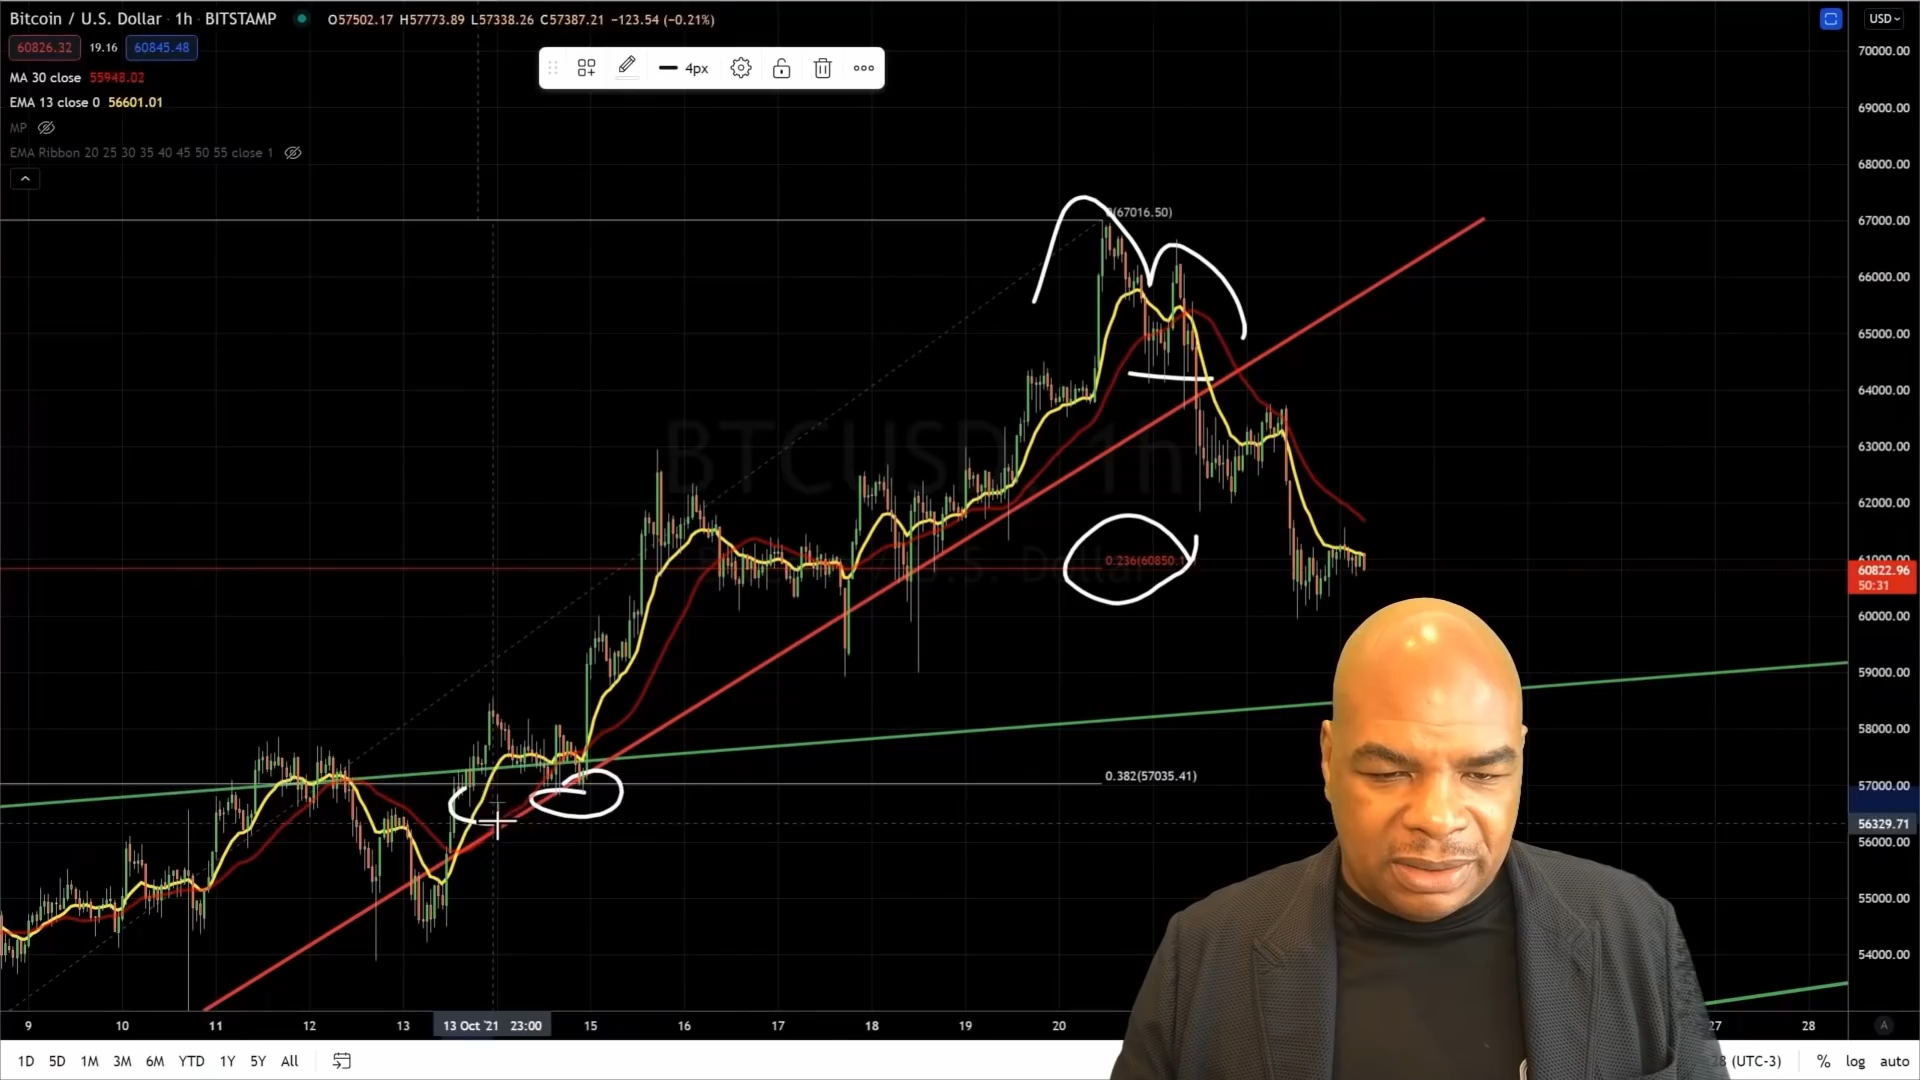 Bitcoin / U.S. Dollar · 1h · BITSTAMP O57502.17 H57773.89 L57338.26 C57387.21 −123.54 (−0.21%)
USD
60826.32 19.16 60845.48
4px
MA 30 close 55948.02
EMA 13 close 0 56601.01
MP
EMA Ribbon 20 25 30 35 40 45 50 55 close 1
70000.00
69000.00
68000.00
67000.00
66000.00
65000.00
64000.00
63000.00
62000.00
61000.00
60822.96
50:31
60000.00
59000.00
58000.00
57000.00
56329.71
56000.00
55000.00
54000.00
(67016.50)
BTCUSD 1h
U.S. Dollar
0.236(60850.1
0.382(57035.41)
9 10 11 12 13 13 Oct '21 23:00 15 16 17 18 19 20 27 28
A
1D 5D 1M 3M 6M YTD 1Y 5Y All (UTC-3) % log auto